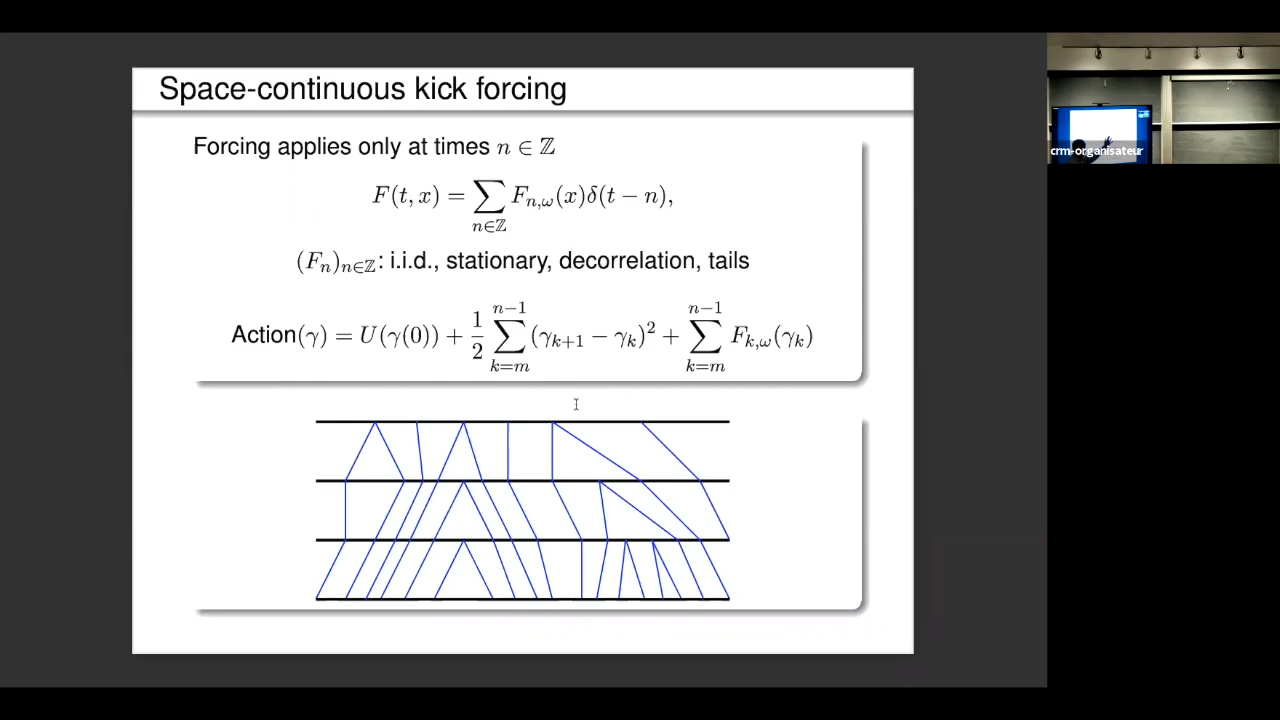 Space-continuous kick forcing
Forcing applies only at times n ∈ ℤ
F(t, x) = ∑_{n∈ℤ} F_{n,ω}(x)δ(t − n),
(F_n)_{n∈ℤ}: i.i.d., stationary, decorrelation, tails
Action(γ) = U(γ(0)) + 1/2 ∑_{k=m}^{n−1} (γ_{k+1} − γ_k)^2 + ∑_{k=m}^{n−1} F_{k,ω}(γ_k)
crm-organisateur